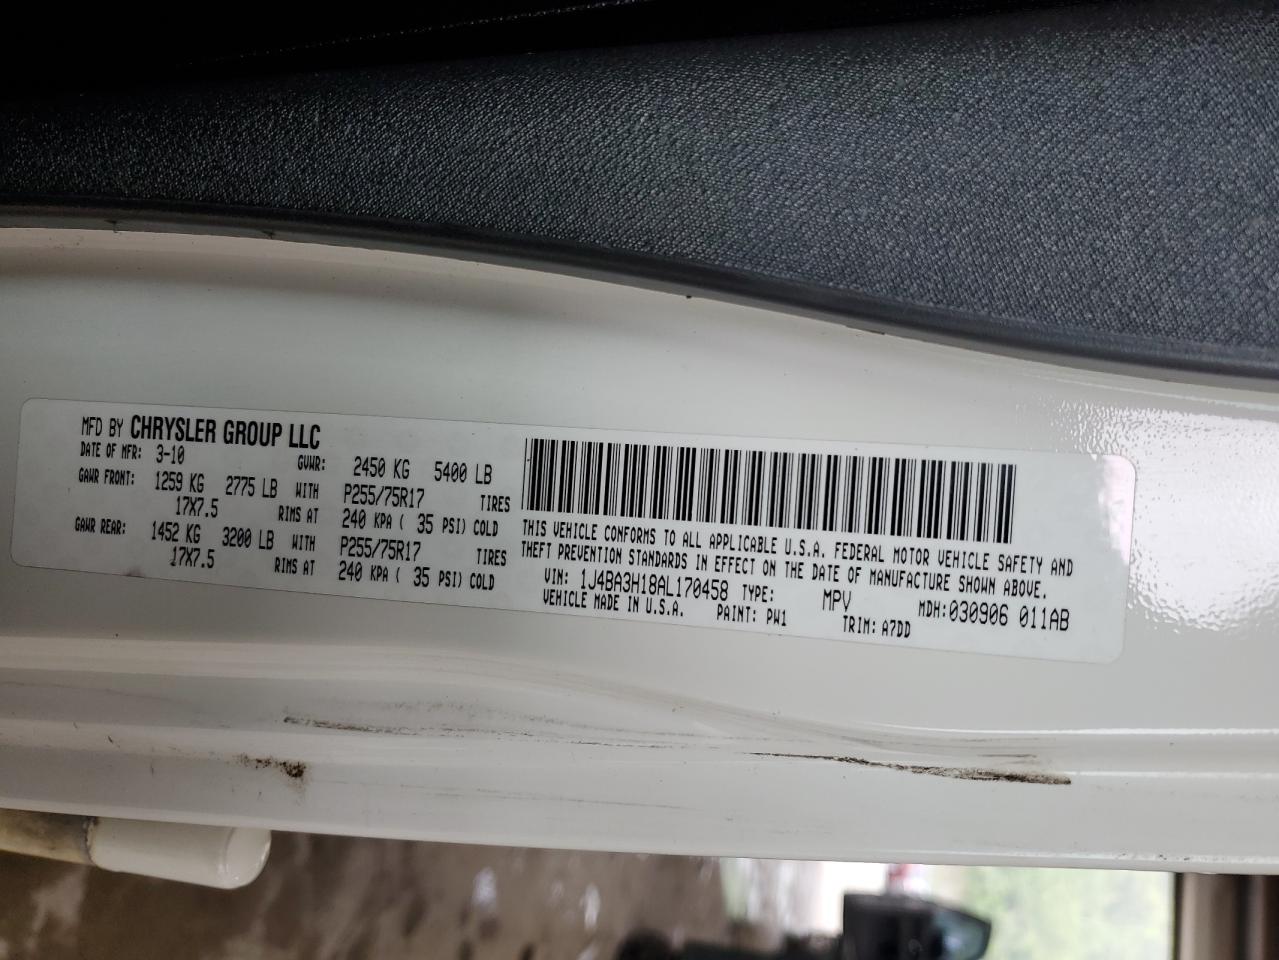 MFD BY CHRYSLER GROUP LLC
DATE OF MFR: 3-10 GVWR: 2450 KG 5400 LB
GAWR FRONT: 1259 KG 2775 LB WITH P255/75R17 TIRES
17X7.5 RIMS AT 240 KPA ( 35 PSI) COLD
GAWR REAR: 1452 KG 3200 LB WITH P255/75R17 TIRES
17X7.5 RIMS AT 240 KPA ( 35 PSI) COLD
THIS VEHICLE CONFORMS TO ALL APPLICABLE U.S.A. FEDERAL MOTOR VEHICLE SAFETY AND
THEFT PREVENTION STANDARDS IN EFFECT ON THE DATE OF MANUFACTURE SHOWN ABOVE.
VIN: 1J4BA3H18AL170458 TYPE: MPV MDH:030906 011AB
VEHICLE MADE IN U.S.A. PAINT: PW1 TRIM: A7DD